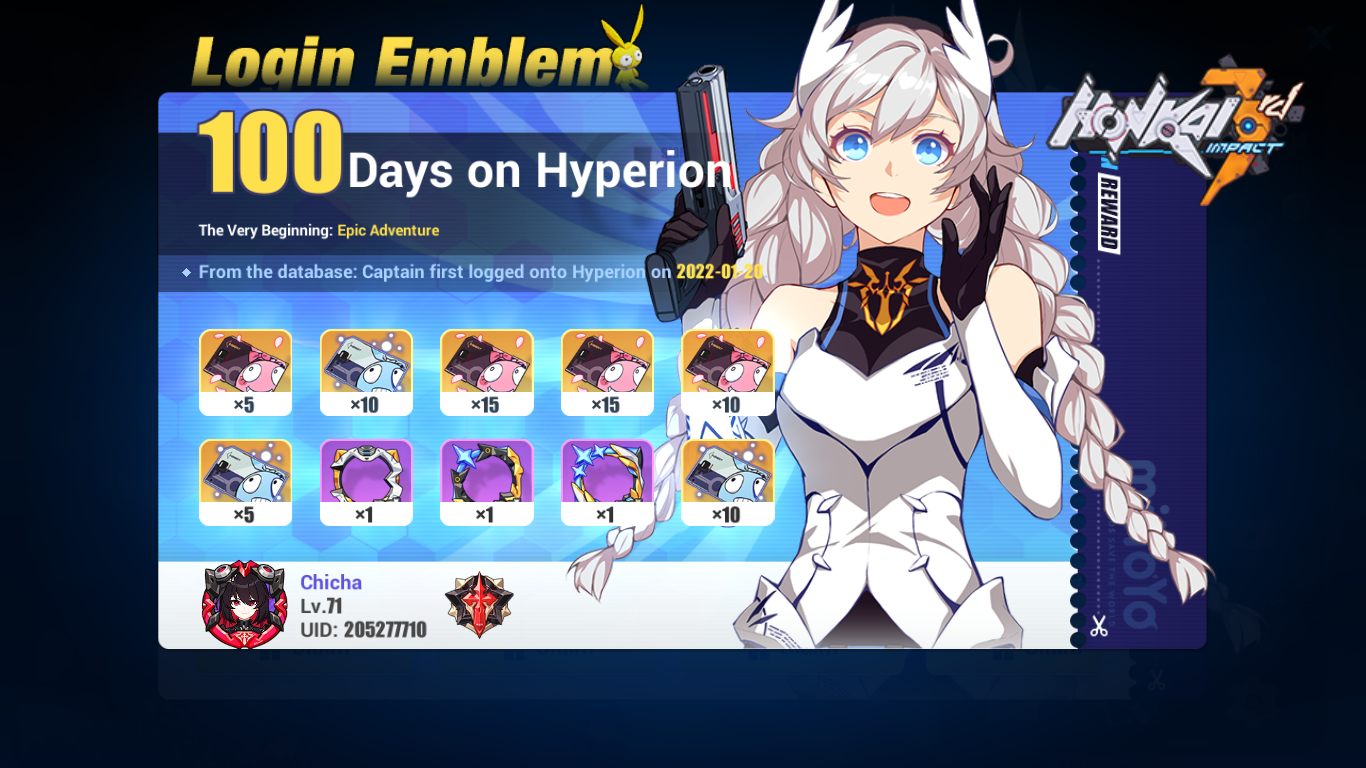 Login Emblem
100 Days on Hyperion
The Very Beginning: Epic Adventure
From the database: Captain first logged onto Hyperion on 2022-01-20
HONKAI 3rd
IMPACT
REWARD
×5
×10
×15
×15
×10
×5
×1
×1
×1
×10
Chicha
Lv.71
UID: 205277710